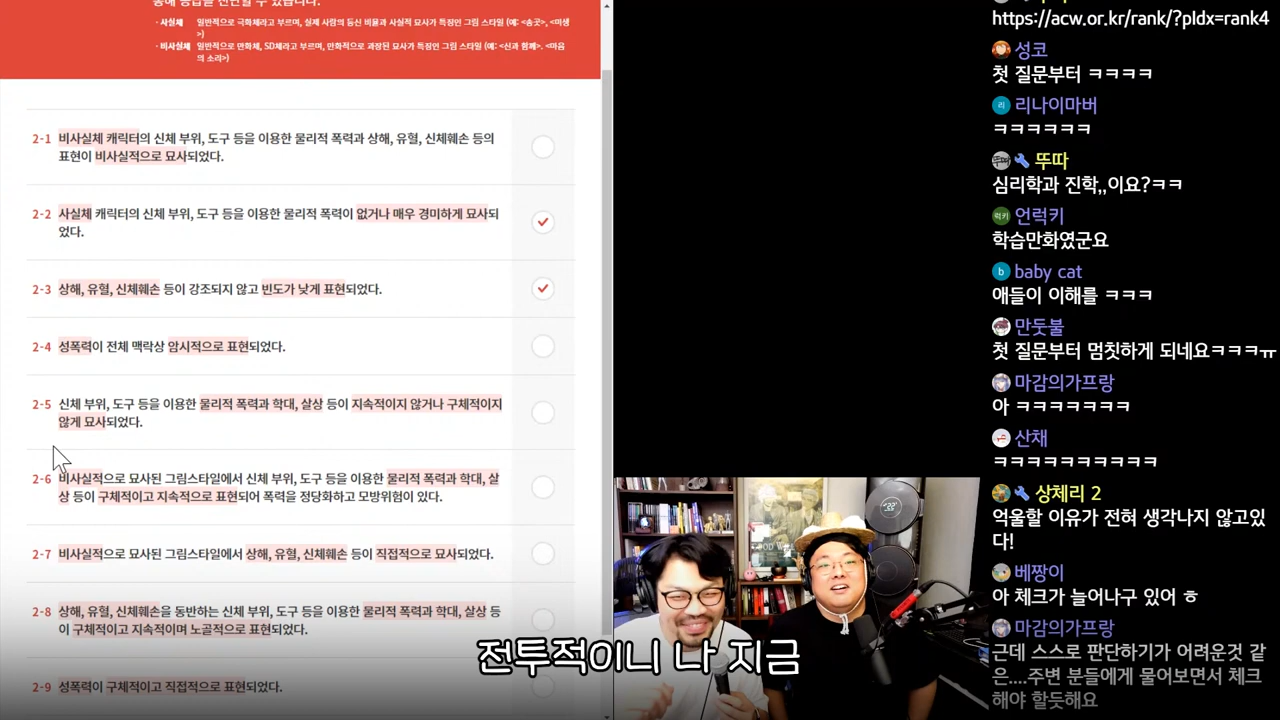 통해 등급을 진단할 수 있습니다.
· 사실체 일반적으로 극화체라고 부르며, 실제 사람의 등신 비율과 사실적 묘사가 특징인 그림 스타일 (예: <송곳>, <미생
>)
· 비사실체 일반적으로 만화체, SD체라고 부르며, 만화적으로 과장된 묘사가 특징인 그림 스타일 (예: <신과 함께>. <마음
의 소리>)
2-1 비사실체 캐릭터의 신체 부위, 도구 등을 이용한 물리적 폭력과 상해, 유혈, 신체훼손 등의
표현이 비사실적으로 묘사되었다.
2-2 사실체 캐릭터의 신체 부위, 도구 등을 이용한 물리적 폭력이 없거나 매우 경미하게 묘사되
었다.
2-3 상해, 유혈, 신체훼손 등이 강조되지 않고 빈도가 낮게 표현되었다.
2-4 성폭력이 전체 맥락상 암시적으로 표현되었다.
2-5 신체 부위, 도구 등을 이용한 물리적 폭력과 학대, 살상 등이 지속적이지 않거나 구체적이지
않게 묘사되었다.
2-6 비사실적으로 묘사된 그림스타일에서 신체 부위, 도구 등을 이용한 물리적 폭력과 학대, 살
상 등이 구체적이고 지속적으로 표현되어 폭력을 정당화하고 모방위험이 있다.
2-7 비사실적으로 묘사된 그림스타일에서 상해, 유혈, 신체훼손 등이 직접적으로 묘사되었다.
2-8 상해, 유혈, 신체훼손을 동반하는 신체 부위, 도구 등을 이용한 물리적 폭력과 학대, 살상 등
이 구체적이고 지속적이며 노골적으로 표현되었다.
2-9 성폭력이 구체적이고 직접적으로 표현되었다.
전투적이니 나 지금
https://acw.or.kr/rank/?pIdx=rank4
성코
첫 질문부터 ㅋㅋㅋㅋ
리 리나이마버
ㅋㅋㅋㅋㅋㅋ
뚜따 뚜따
심리학과 진학,,이요?ㅋㅋ
럭키 언럭키
학습만화였군요
b baby cat
애들이 이해를 ㅋㅋㅋ
만둣불
첫 질문부터 멈칫하게 되네요ㅋㅋㅋㅠ
마감의가프랑
아 ㅋㅋㅋㅋㅋㅋㅋ
산채
ㅋㅋㅋㅋㅋㅋㅋㅋㅋㅋ
상체리 2
억울할 이유가 전혀 생각나지 않고있
다!
베짱이
아 체크가 늘어나구 있어 ㅎ
마감의가프랑
근데 스스로 판단하기가 어려운것 같
은....주변 분들에게 물어보면서 체크
해야 할듯해요